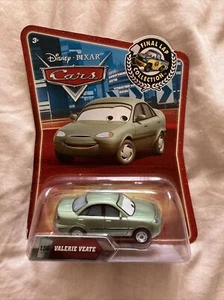 Disney · PIXAR
Cars
FINAL LAP
COLLECTION
3+
VALERIE VEATE